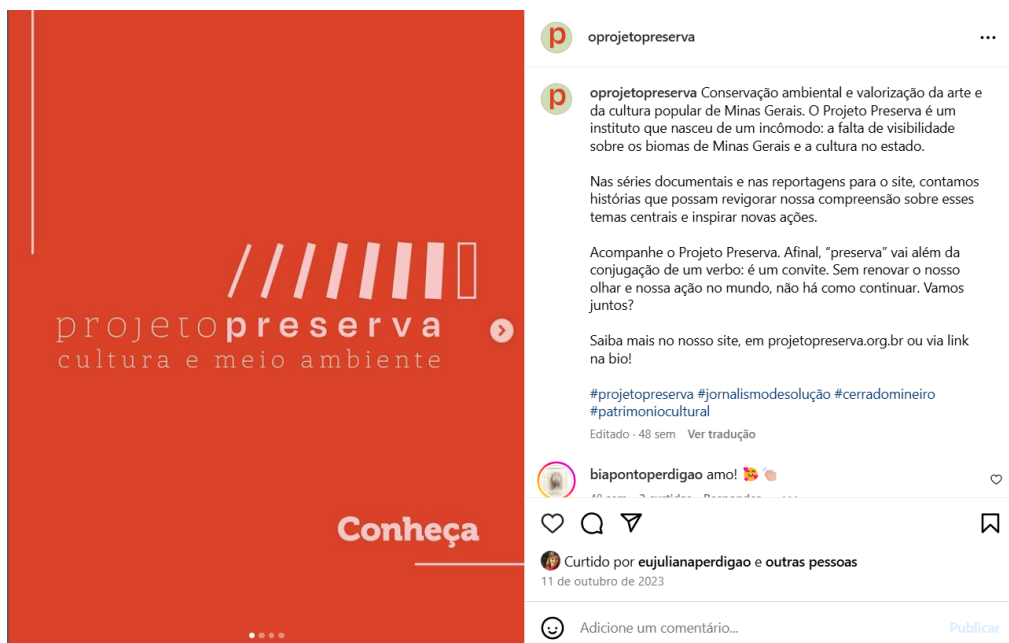 projetopreserva
cultura e meio ambiente
Conheça
p oprojetopreserva
p oprojetopreserva Conservação ambiental e valorização da arte e
da cultura popular de Minas Gerais. O Projeto Preserva é um
instituto que nasceu de um incômodo: a falta de visibilidade
sobre os biomas de Minas Gerais e a cultura no estado.
Nas séries documentais e nas reportagens para o site, contamos
histórias que possam revigorar nossa compreensão sobre esses
temas centrais e inspirar novas ações.
Acompanhe o Projeto Preserva. Afinal, “preserva” vai além da
conjugação de um verbo: é um convite. Sem renovar o nosso
olhar e nossa ação no mundo, não há como continuar. Vamos
juntos?
Saiba mais no nosso site, em projetopreserva.org.br ou via link
na bio!
#projetopreserva #jornalismodesolução #cerradomineiro
#patrimoniocultural
Editado · 48 sem Ver tradução
biapontoperdigao amo! 🥰👏🏼
Curtido por eujulianaperdigao e outras pessoas
11 de outubro de 2023
Adicione um comentário...
Publicar